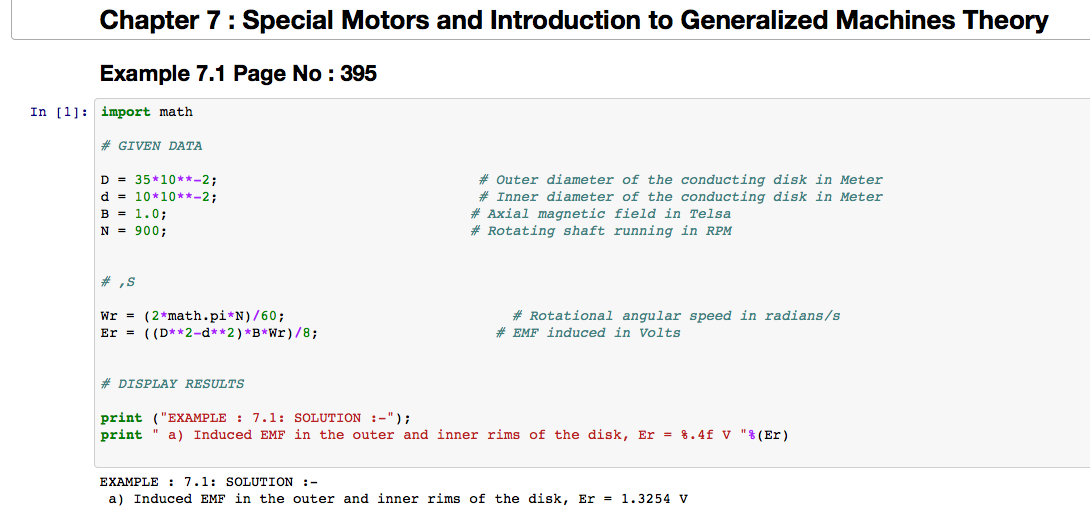 Chapter 7 : Special Motors and Introduction to Generalized Machines Theory
Example 7.1 Page No : 395
In [1]: import math
# GIVEN DATA
D = 35*10**-2; # Outer diameter of the conducting disk in Meter
d = 10*10**-2; # Inner diameter of the conducting disk in Meter
B = 1.0; # Axial magnetic field in Telsa
N = 900; # Rotating shaft running in RPM
# ,S
Wr = (2*math.pi*N)/60; # Rotational angular speed in radians/s
Er = ((D**2-d**2)*B*Wr)/8; # EMF induced in Volts
# DISPLAY RESULTS
print ("EXAMPLE : 7.1: SOLUTION :-");
print " a) Induced EMF in the outer and inner rims of the disk, Er = %.4f V "%(Er)
EXAMPLE : 7.1: SOLUTION :-
a) Induced EMF in the outer and inner rims of the disk, Er = 1.3254 V